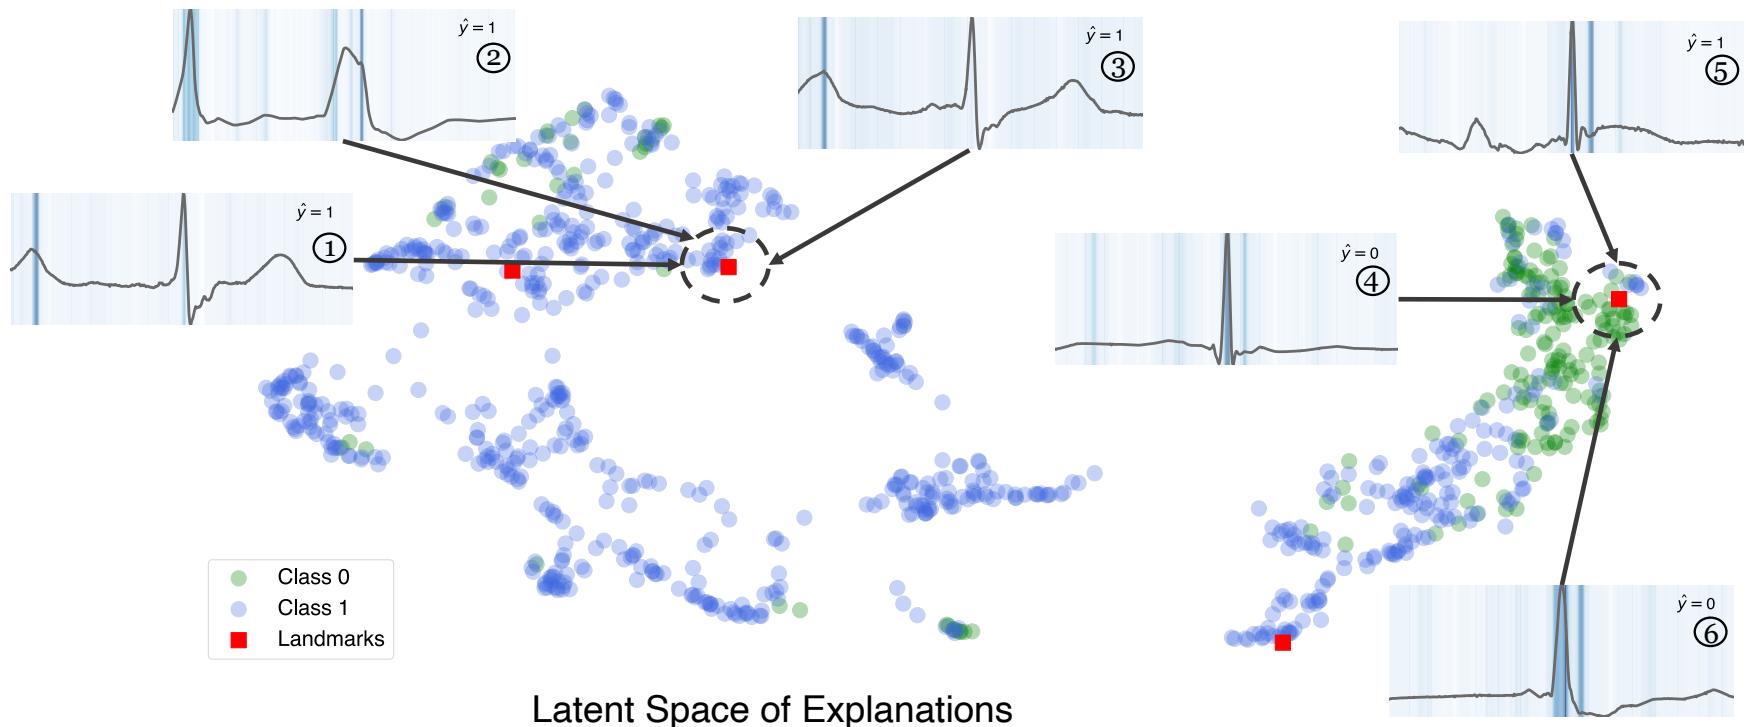 ŷ = 1
②
ŷ = 1
③
ŷ = 1
⑤
ŷ = 1
①
ŷ = 0
④
Class 0
Class 1
Landmarks
ŷ = 0
⑥
Latent Space of Explanations